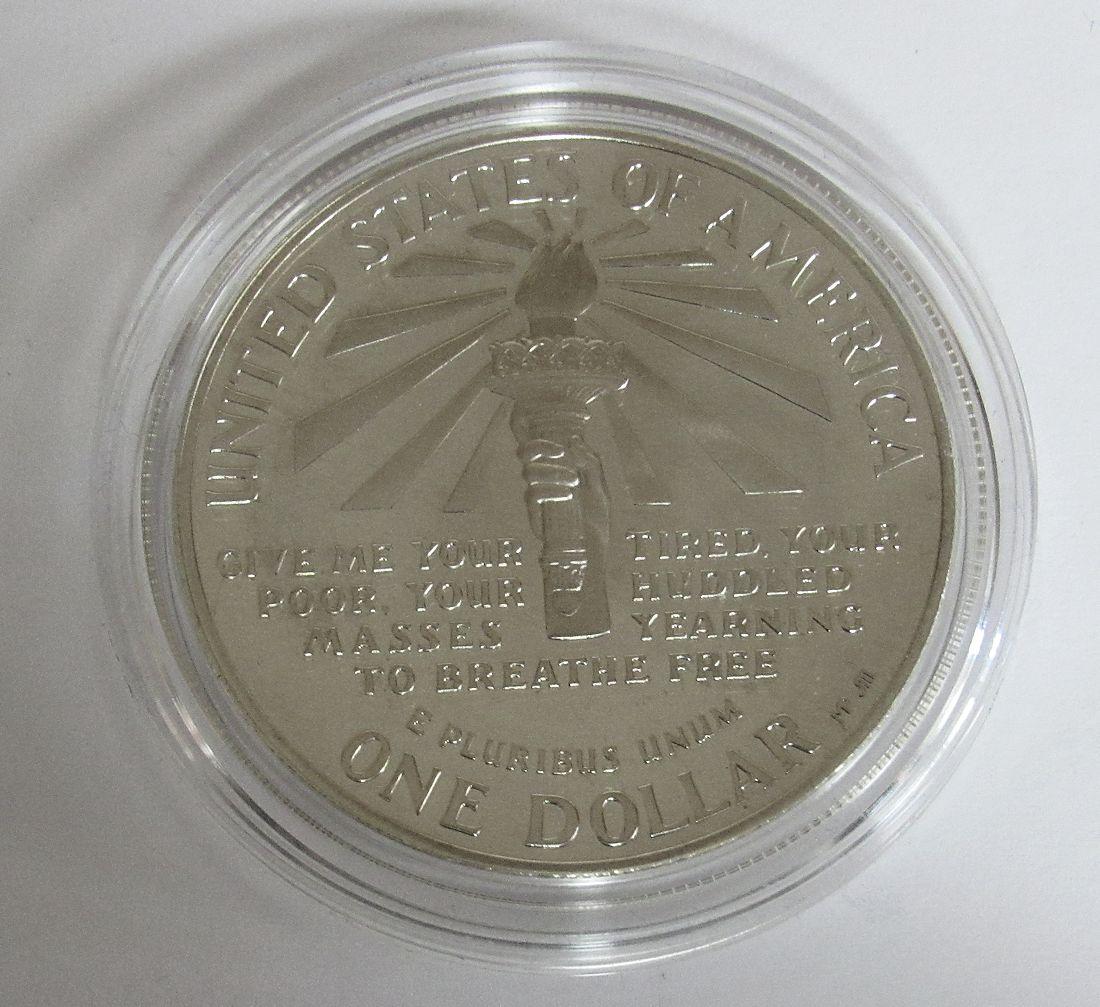 UNITED STATES OF AMERICA
GIVE ME YOUR TIRED, YOUR
POOR, YOUR HUDDLED
MASSES YEARNING
TO BREATHE FREE
E PLURIBUS UNUM
ONE DOLLAR